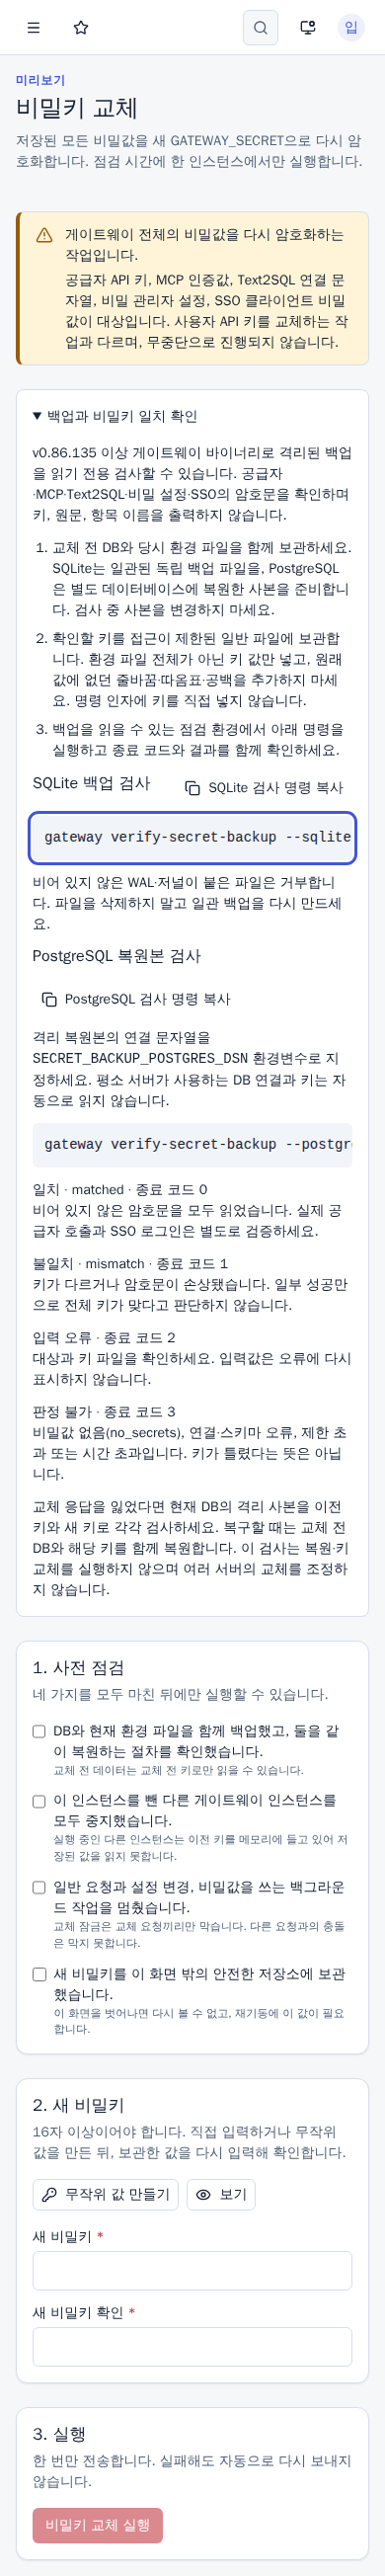 입
미리보기
비밀키 교체
저장된 모든 비밀값을 새 GATEWAY_SECRET으로 다시 암
호화합니다. 점검 시간에 한 인스턴스에서만 실행합니다.
게이트웨이 전체의 비밀값을 다시 암호화하는
작업입니다.
공급자 API 키, MCP 인증값, Text2SQL 연결 문
자열, 비밀 관리자 설정, SSO 클라이언트 비밀
값이 대상입니다. 사용자 API 키를 교체하는 작
업과 다르며, 무중단으로 진행되지 않습니다.
▼ 백업과 비밀키 일치 확인
v0.86.135 이상 게이트웨이 바이너리로 격리된 백업
을 읽기 전용 검사할 수 있습니다. 공급자
·MCP·Text2SQL·비밀 설정·SSO의 암호문을 확인하며
키, 원문, 항목 이름을 출력하지 않습니다.
1. 교체 전 DB와 당시 환경 파일을 함께 보관하세요.
SQLite는 일관된 독립 백업 파일을, PostgreSQL
은 별도 데이터베이스에 복원한 사본을 준비합니
다. 검사 중 사본을 변경하지 마세요.
2. 확인할 키를 접근이 제한된 일반 파일에 보관합
니다. 환경 파일 전체가 아닌 키 값만 넣고, 원래
값에 없던 줄바꿈·따옴표·공백을 추가하지 마세
요. 명령 인자에 키를 직접 넣지 않습니다.
3. 백업을 읽을 수 있는 점검 환경에서 아래 명령을
실행하고 종료 코드와 결과를 함께 확인하세요.
SQLite 백업 검사
SQLite 검사 명령 복사
gateway verify-secret-backup --sqlite
비어 있지 않은 WAL·저널이 붙은 파일은 거부합니
다. 파일을 삭제하지 말고 일관 백업을 다시 만드세
요.
PostgreSQL 복원본 검사
PostgreSQL 검사 명령 복사
격리 복원본의 연결 문자열을
SECRET_BACKUP_POSTGRES_DSN 환경변수로 지
정하세요. 평소 서버가 사용하는 DB 연결과 키는 자
동으로 읽지 않습니다.
gateway verify-secret-backup --postgr
일치 · matched · 종료 코드 0
비어 있지 않은 암호문을 모두 읽었습니다. 실제 공
급자 호출과 SSO 로그인은 별도로 검증하세요.
불일치 · mismatch · 종료 코드 1
키가 다르거나 암호문이 손상됐습니다. 일부 성공만
으로 전체 키가 맞다고 판단하지 않습니다.
입력 오류 · 종료 코드 2
대상과 키 파일을 확인하세요. 입력값은 오류에 다시
표시하지 않습니다.
판정 불가 · 종료 코드 3
비밀값 없음(no_secrets), 연결·스키마 오류, 제한 초
과 또는 시간 초과입니다. 키가 틀렸다는 뜻은 아닙
니다.
교체 응답을 잃었다면 현재 DB의 격리 사본을 이전
키와 새 키로 각각 검사하세요. 복구할 때는 교체 전
DB와 해당 키를 함께 복원합니다. 이 검사는 복원·키
교체를 실행하지 않으며 여러 서버의 교체를 조정하
지 않습니다.
1. 사전 점검
네 가지를 모두 마친 뒤에만 실행할 수 있습니다.
DB와 현재 환경 파일을 함께 백업했고, 둘을 같
이 복원하는 절차를 확인했습니다.
교체 전 데이터는 교체 전 키로만 읽을 수 있습니다.
이 인스턴스를 뺀 다른 게이트웨이 인스턴스를
모두 중지했습니다.
실행 중인 다른 인스턴스는 이전 키를 메모리에 들고 있어 저
장된 값을 읽지 못합니다.
일반 요청과 설정 변경, 비밀값을 쓰는 백그라운
드 작업을 멈췄습니다.
교체 잠금은 교체 요청끼리만 막습니다. 다른 요청과의 충돌
은 막지 못합니다.
새 비밀키를 이 화면 밖의 안전한 저장소에 보관
했습니다.
이 화면을 벗어나면 다시 볼 수 없고, 재기동에 이 값이 필요
합니다.
2. 새 비밀키
16자 이상이어야 합니다. 직접 입력하거나 무작위
값을 만든 뒤, 보관한 값을 다시 입력해 확인합니다.
무작위 값 만들기
보기
새 비밀키 *
새 비밀키 확인 *
3. 실행
한 번만 전송합니다. 실패해도 자동으로 다시 보내지
않습니다.
비밀키 교체 실행